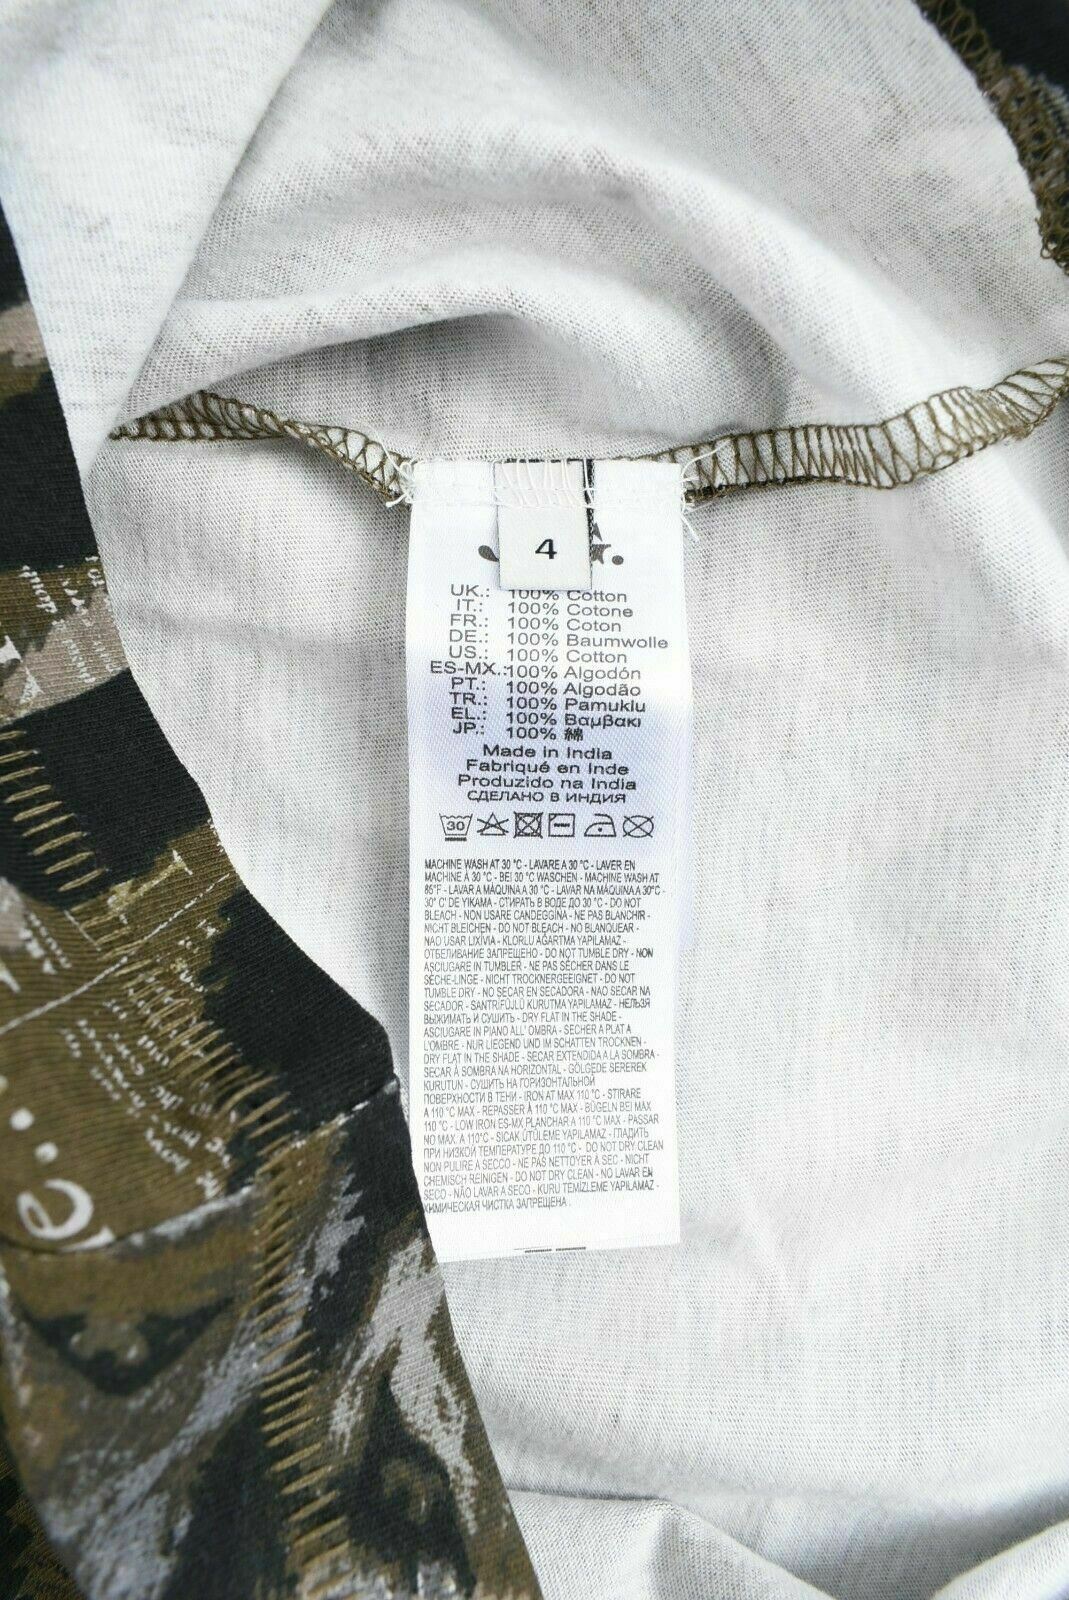 4
UK.: 100% Cotton
IT.: 100% Cotone
FR.: 100% Coton
DE.: 100% Baumwolle
US.: 100% Cotton
ES-MX.: 100% Algodón
PT.: 100% Algodão
TR.: 100% Pamuklu
EL.: 100% Βαμβακι
JP.: 100% 綿
Made in India
Fabriqué en Inde
Produzido na India
СДЕЛАНО В ИНДИЯ
30
MACHINE WASH AT 30 °C - LAVARE A 30 °C - LAVER EN
MACHINE À 30 °C - BEI 30 °C WASCHEN - MACHINE WASH AT
85°F - LAVAR A MÁQUINA A 30 °C - LAVAR NA MÁQUINA A 30°C -
30° C' DE YIKAMA - СТИРАТЬ В ВОДЕ ДО 30 °C - DO NOT
BLEACH - NON USARE CANDEGGINA - NE PAS BLANCHIR -
NICHT BLEICHEN - DO NOT BLEACH - NO BLANQUEAR -
NAO USAR LIXÍVIA - KLORLU AĞARTMA YAPILAMAZ -
ОТБЕЛИВАНИЕ ЗАПРЕЩЕНО - DO NOT TUMBLE DRY - NON
ASCIUGARE IN TUMBLER - NE PAS SÈCHER DANS LE
SÈCHE-LINGE - NICHT TROCKNERGEEIGNET - DO NOT
TUMBLE DRY - NO SECAR EN SECADORA - NAO SECAR NA
SECADOR - SANTRIFÜJLÜ KURUTMA YAPILAMAZ - НЕЛЬЗЯ
ВЫЖИМАТЬ И СУШИТЬ - DRY FLAT IN THE SHADE -
ASCIUGARE IN PIANO ALL' OMBRA - SECHER A PLAT A
L'OMBRE - NUR LIEGEND UND IM SCHATTEN TROCKNEN -
DRY FLAT IN THE SHADE - SECAR EXTENDIDA A LA SOMBRA -
SECAR À SOMBRA NA HORIZONTAL - GÖLGEDE SEREREK
KURUTUN - СУШИТЬ НА ГОРИЗОНТАЛЬНОЙ
ПОВЕРХНОСТИ В ТЕНИ - IRON AT MAX 110 °C - STIRARE
A 110 °C MAX - REPASSER À 110 °C MAX - BÜGELN BEI MAX
110 °C - LOW IRON ES-MX PLANCHAR A 110 °C MAX - PASSAR
NO MAX. A 110°C - SICAK ÜTÜLEME YAPILAMAZ - ГЛАДИТЬ
ПРИ НИЗКОЙ ТЕМПЕРАТУРЕ ДО 110 °C - DO NOT DRY CLEAN
NON PULIRE A SECCO - NE PAS NETTOYER À SEC - NICHT
CHEMISCH REINIGEN - DO NOT DRY CLEAN - NO LAVAR EN
SECO - NÃO LAVAR A SECO - KURU TEMİZLEME YAPILAMAZ -
ХИМИЧЕСКАЯ ЧИСТКА ЗАПРЕЩЕНА .